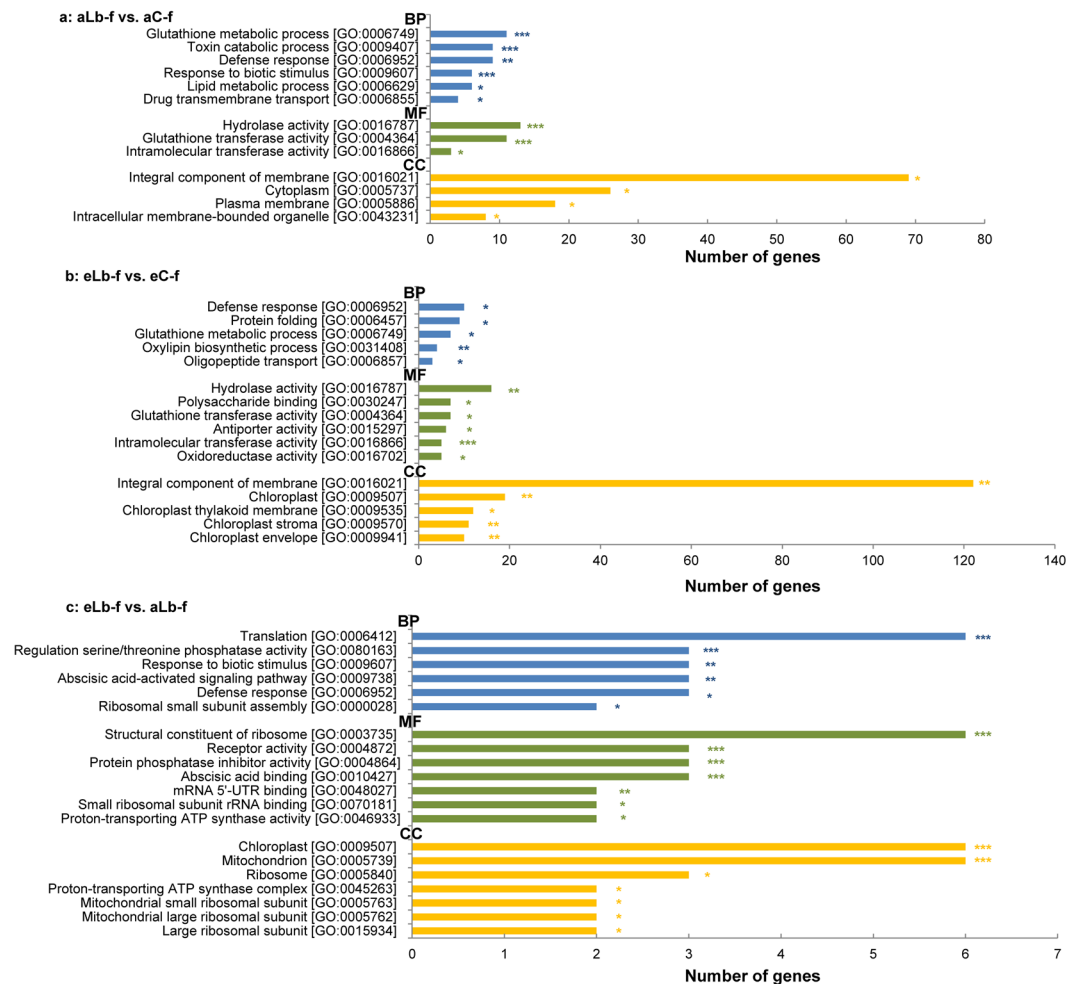 a: aLb-f vs. aC-f
BP
Glutathione metabolic process [GO:0006749] ***
Toxin catabolic process [GO:0009407] ***
Defense response [GO:0006952] **
Response to biotic stimulus [GO:0009607] ***
Lipid metabolic process [GO:0006629] *
Drug transmembrane transport [GO:0006855] *
MF
Hydrolase activity [GO:0016787] ***
Glutathione transferase activity [GO:0004364] ***
Intramolecular transferase activity [GO:0016866] *
CC
Integral component of membrane [GO:0016021] *
Cytoplasm [GO:0005737] *
Plasma membrane [GO:0005886] *
Intracellular membrane-bounded organelle [GO:0043231] *
0 10 20 30 40 50 60 70 80
Number of genes
b: eLb-f vs. eC-f
BP
Defense response [GO:0006952] *
Protein folding [GO:0006457] *
Glutathione metabolic process [GO:0006749] *
Oxylipin biosynthetic process [GO:0031408] **
Oligopeptide transport [GO:0006857] *
MF
Hydrolase activity [GO:0016787] **
Polysaccharide binding [GO:0030247] *
Glutathione transferase activity [GO:0004364] *
Antiporter activity [GO:0015297] *
Intramolecular transferase activity [GO:0016866] ***
Oxidoreductase activity [GO:0016702] *
CC
Integral component of membrane [GO:0016021] **
Chloroplast [GO:0009507] **
Chloroplast thylakoid membrane [GO:0009535] *
Chloroplast stroma [GO:0009570] **
Chloroplast envelope [GO:0009941] **
0 20 40 60 80 100 120 140
Number of genes
c: eLb-f vs. aLb-f
BP
Translation [GO:0006412] ***
Regulation serine/threonine phosphatase activity [GO:0080163] ***
Response to biotic stimulus [GO:0009607] **
Abscisic acid-activated signaling pathway [GO:0009738] **
Defense response [GO:0006952] *
Ribosomal small subunit assembly [GO:0000028] *
MF
Structural constituent of ribosome [GO:0003735] ***
Receptor activity [GO:0004872] ***
Protein phosphatase inhibitor activity [GO:0004864] ***
Abscisic acid binding [GO:0010427] ***
mRNA 5'-UTR binding [GO:0048027] **
Small ribosomal subunit rRNA binding [GO:0070181] *
Proton-transporting ATP synthase activity [GO:0046933] *
CC
Chloroplast [GO:0009507] ***
Mitochondrion [GO:0005739] ***
Ribosome [GO:0005840] *
Proton-transporting ATP synthase complex [GO:0045263] *
Mitochondrial small ribosomal subunit [GO:0005763] *
Mitochondrial large ribosomal subunit [GO:0005762] *
Large ribosomal subunit [GO:0015934] *
0 1 2 3 4 5 6 7
Number of genes